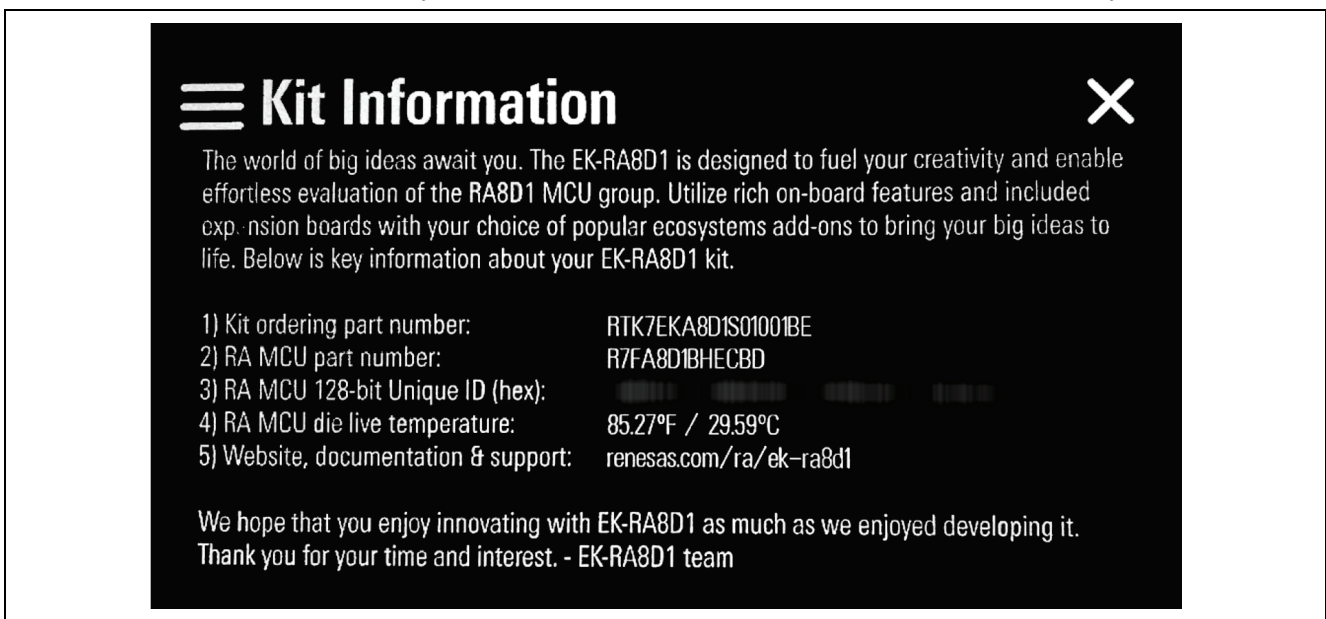 Kit Information
The world of big ideas await you. The EK-RA8D1 is designed to fuel your creativity and enable
effortless evaluation of the RA8D1 MCU group. Utilize rich on-board features and included
expansion boards with your choice of popular ecosystems add-ons to bring your big ideas to
life. Below is key information about your EK-RA8D1 kit.
1) Kit ordering part number: RTK7EKA8D1S01001BE
2) RA MCU part number: R7FA8D1BHECBD
3) RA MCU 128-bit Unique ID (hex):
4) RA MCU die live temperature: 85.27ºF / 29.59ºC
5) Website, documentation & support: renesas.com/ra/ek-ra8d1
We hope that you enjoy innovating with EK-RA8D1 as much as we enjoyed developing it.
Thank you for your time and interest. - EK-RA8D1 team